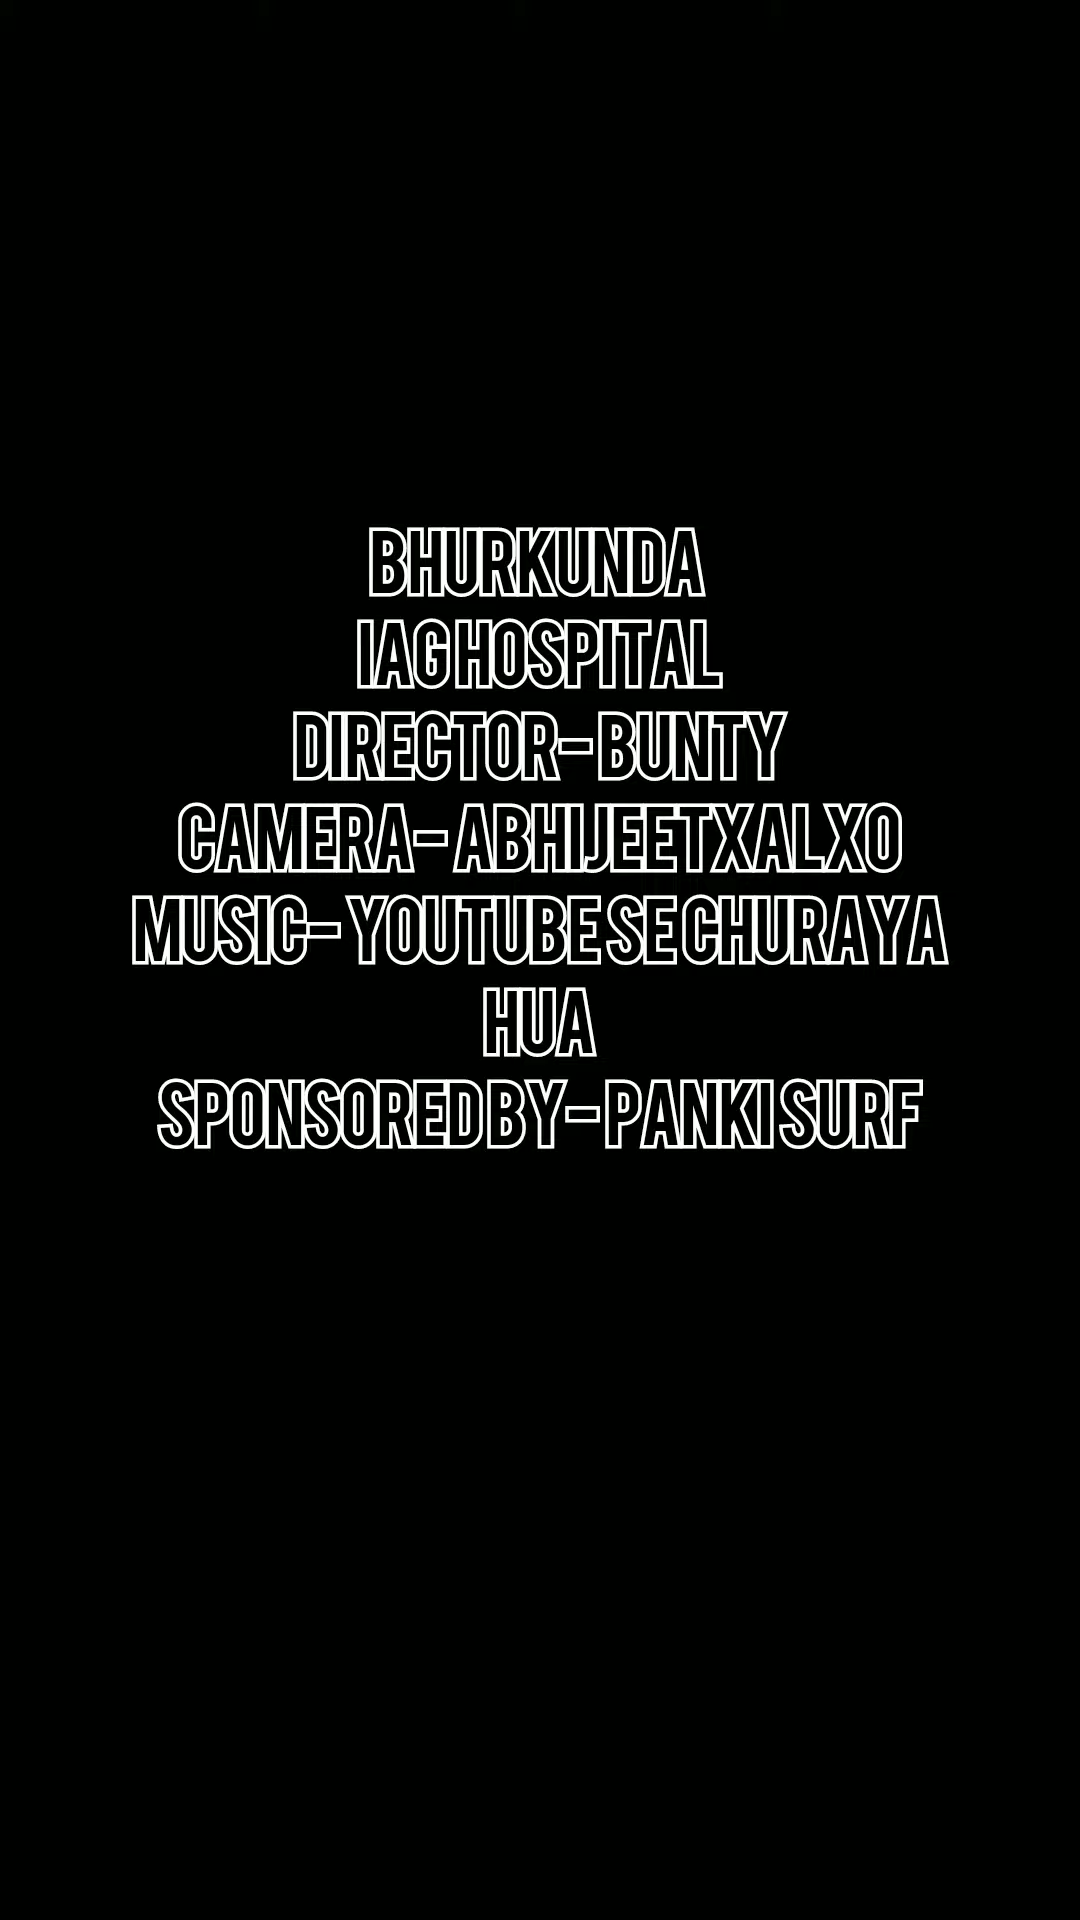 BHURKUNDA
IAG HOSPITAL
DIRECTOR- BUNTY
CAMERA- ABHIJEETXALXO
MUSIC- YOUTUBE SE CHURAYA
HUA
SPONSORED BY- PANKI SURF